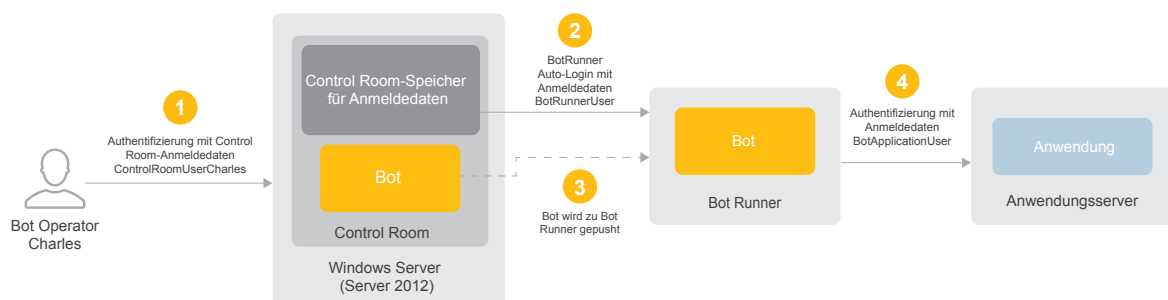 1
Authentifizierung mit Control
Room-Anmeldedaten
ControlRoomUserCharles
Bot Operator
Charles
Control Room-Speicher
für Anmeldedaten
Bot
Control Room
Windows Server
(Server 2012)
2
BotRunner
Auto-Login mit
Anmeldedaten
BotRunnerUser
3
Bot wird zu Bot
Runner gepusht
Bot
Bot Runner
4
Authentifizierung mit
Anmeldedaten
BotApplicationUser
Anwendung
Anwendungsserver